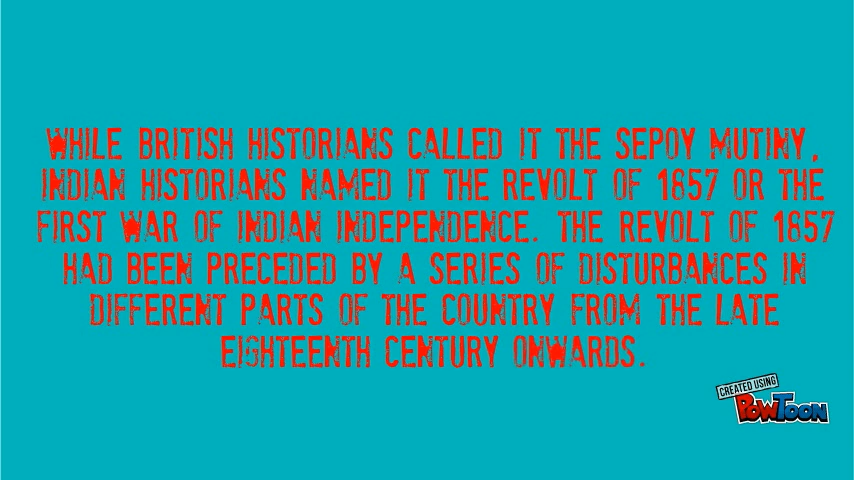 WHILE BRITISH HISTORIANS CALLED IT THE SEPOY MUTINY,
INDIAN HISTORIANS NAMED IT THE REVOLT OF 1857 OR THE
FIRST WAR OF INDIAN INDEPENDENCE. THE REVOLT OF 1857
HAD BEEN PRECEDED BY A SERIES OF DISTURBANCES IN
DIFFERENT PARTS OF THE COUNTRY FROM THE LATE
EIGHTEENTH CENTURY ONWARDS.
CREATED USING
POWTOON